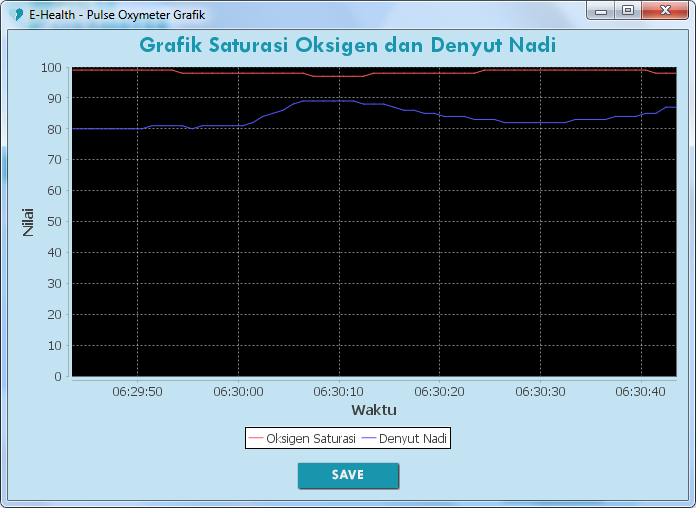 E-Health - Pulse Oxymeter Grafik
Grafik Saturasi Oksigen dan Denyut Nadi
100
90
80
70
60
50
40
30
20
10
0
Nilai
06:29:50 06:30:00 06:30:10 06:30:20 06:30:30 06:30:40
Waktu
Oksigen Saturasi Denyut Nadi
SAVE